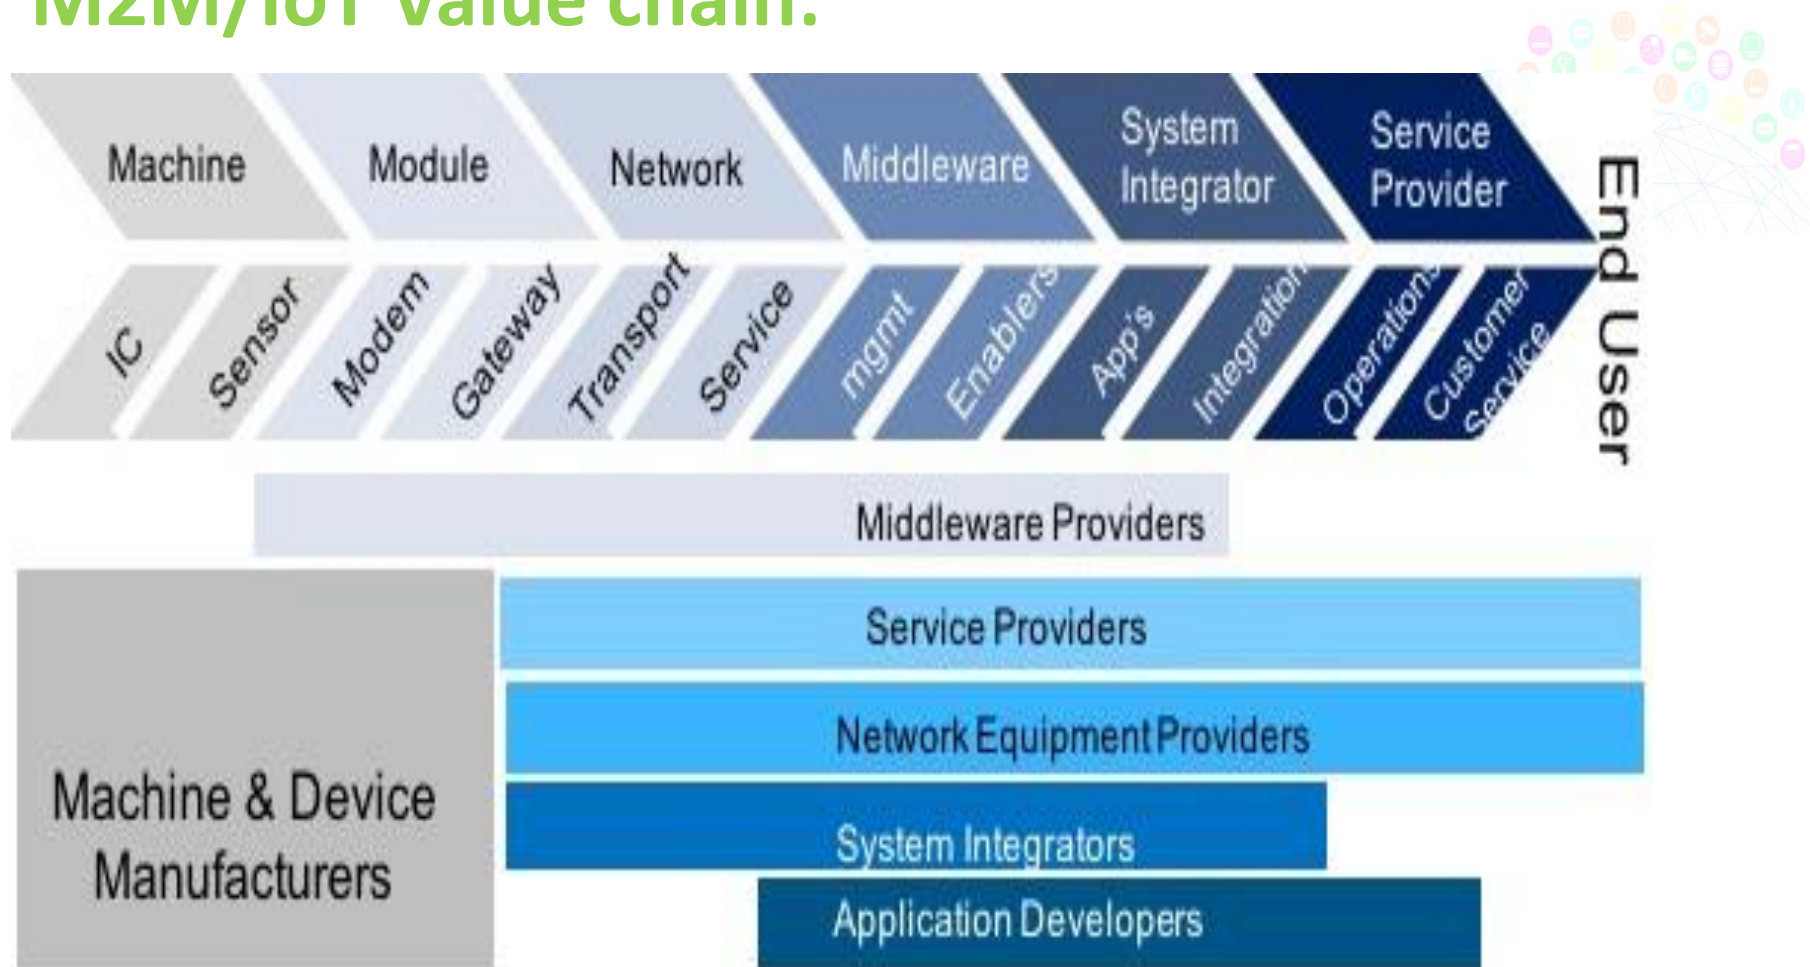 M2M/IoT value chain:
Machine
Module
Network
Middleware
System
Integrator
Service
Provider
End User
IC
Sensor
Modem
Gateway
Transport
Service
mgmt
Enablers
App's
Integration
Operations
Customer
Service
Middleware Providers
Service Providers
Network Equipment Providers
Machine & Device
Manufacturers
System Integrators
Application Developers